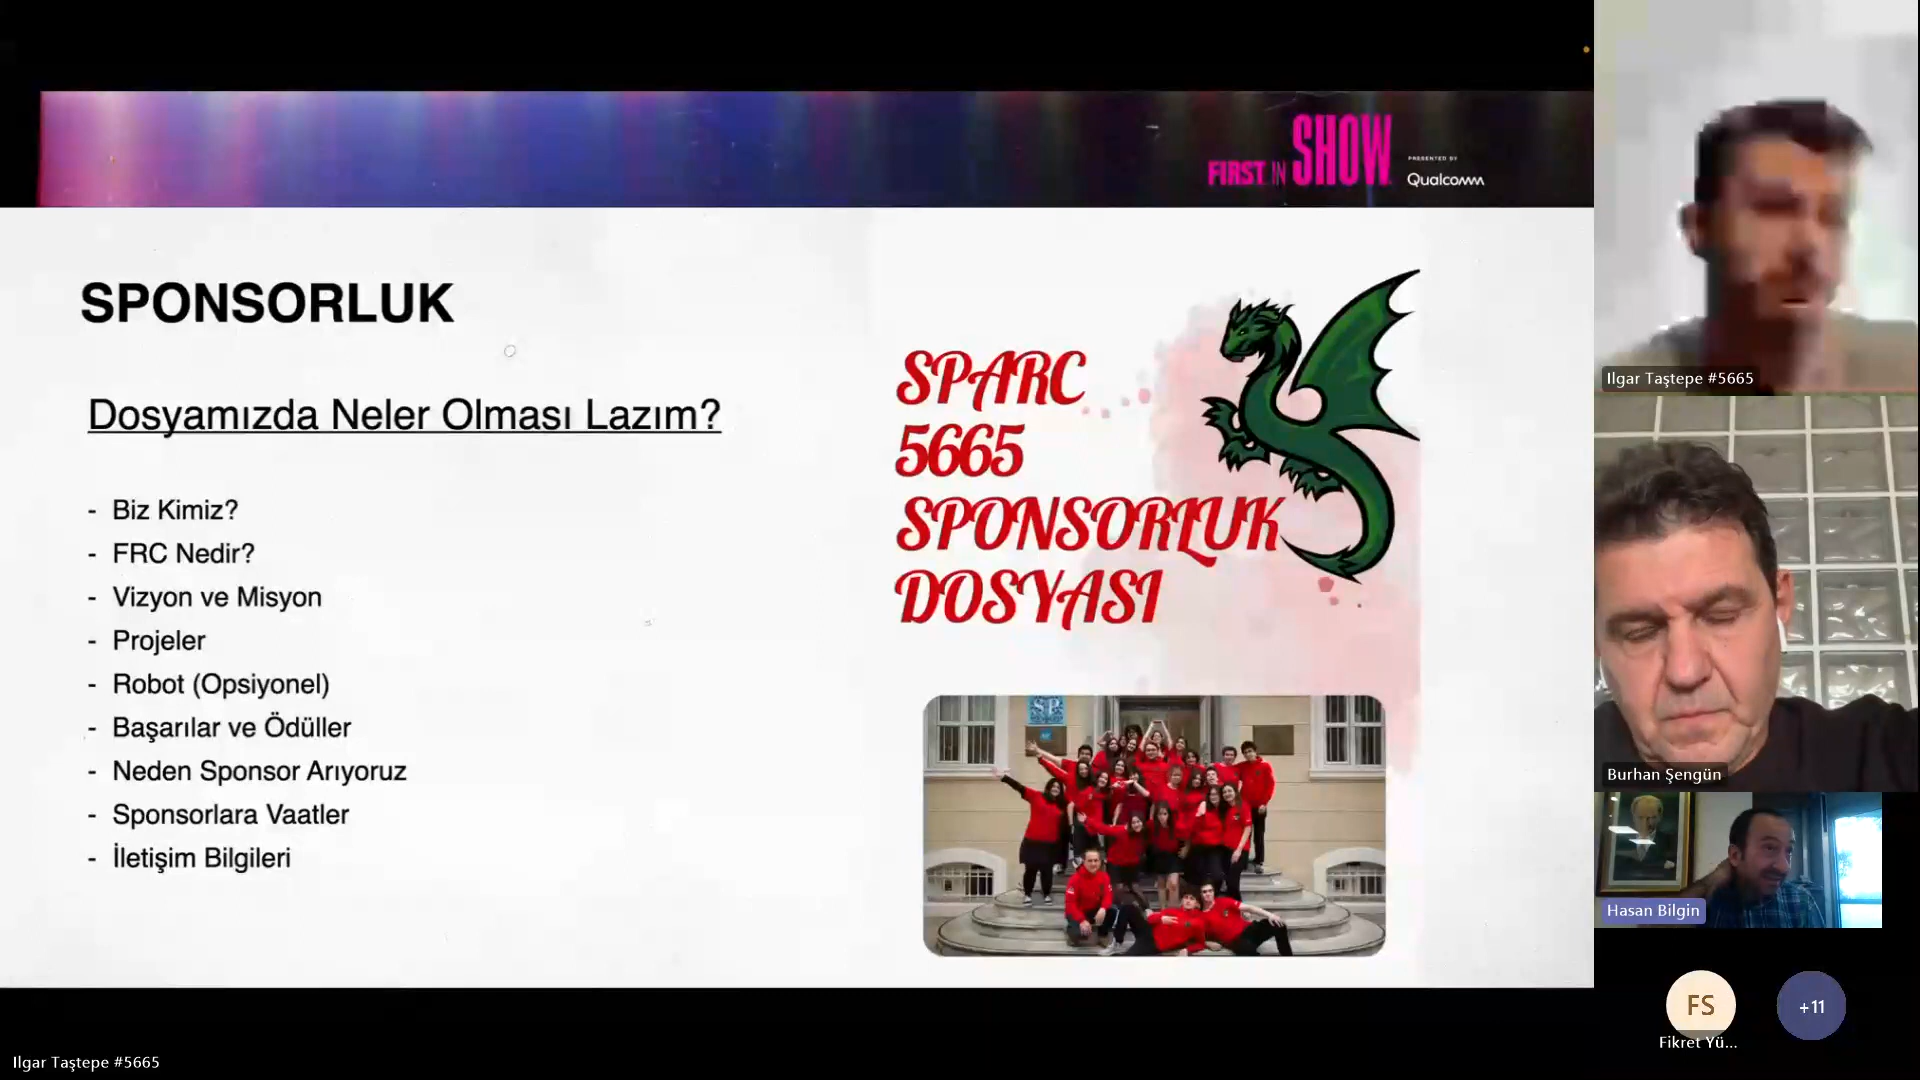 FIRST IN SHOW
PRESENTED BY
Qualcomm
SPONSORLUK
Dosyamızda Neler Olması Lazım?
- Biz Kimiz?
- FRC Nedir?
- Vizyon ve Misyon
- Projeler
- Robot (Opsiyonel)
- Başarılar ve Ödüller
- Neden Sponsor Arıyoruz
- Sponsorlara Vaatler
- İletişim Bilgileri
SPARC
5665
SPONSORLUK
DOSYASI
SP
Ilgar Taştepe #5665
Burhan Şengün
Hasan Bilgin
FS
Fikret Yü...
+11
Ilgar Taştepe #5665